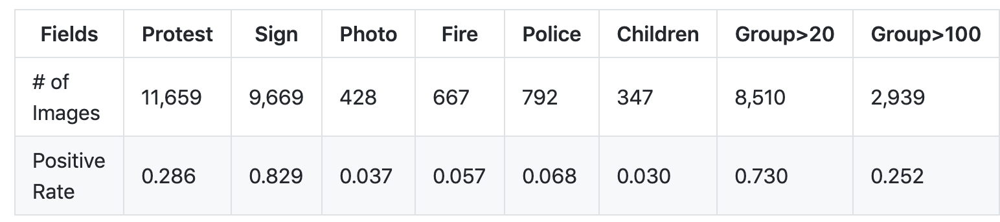 Fields Protest Sign Photo Fire Police Children Group>20 Group>100
# of
Images 11,659 9,669 428 667 792 347 8,510 2,939
Positive
Rate 0.286 0.829 0.037 0.057 0.068 0.030 0.730 0.252